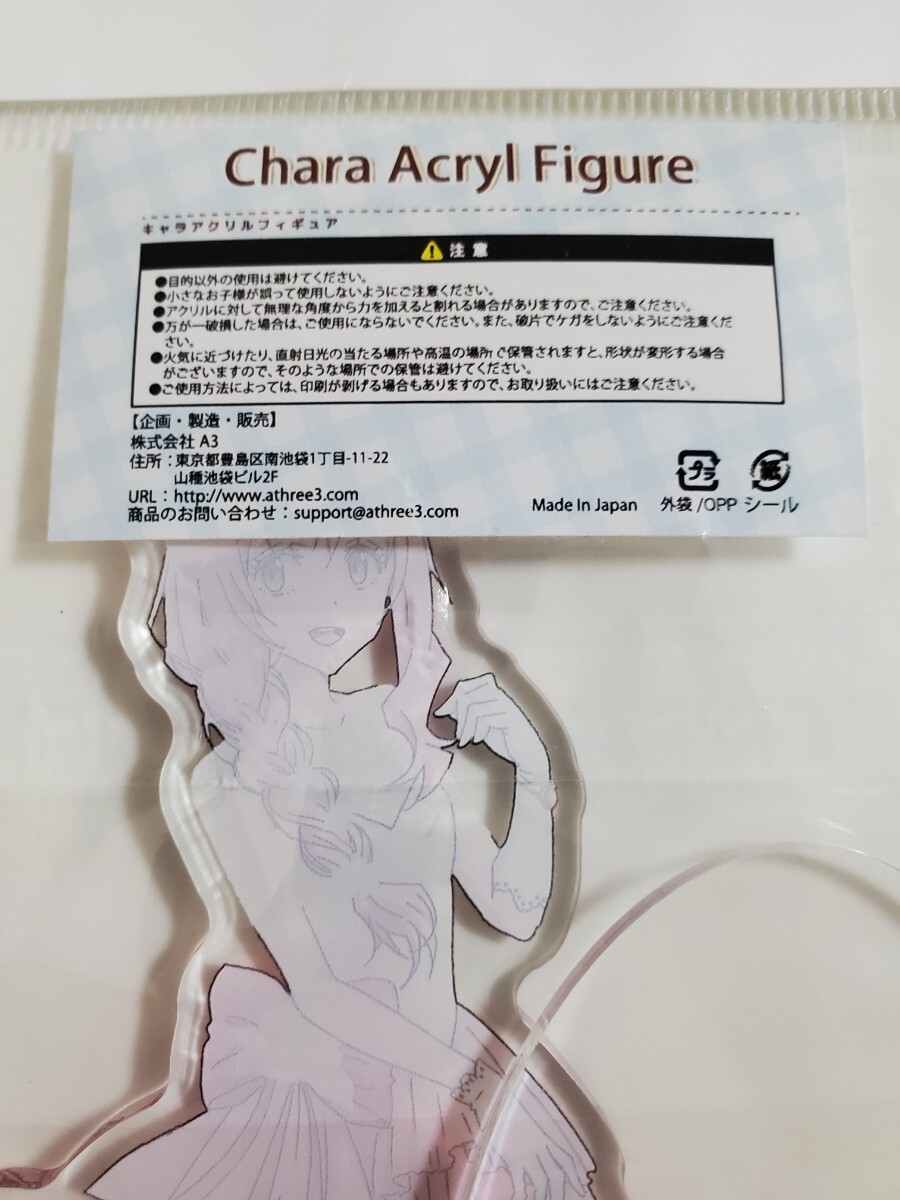 Chara Acryl Figure
キャラアクリルフィギュア
注意
●目的以外の使用は避けてください。
●小さなお子様が誤って使用しないようにご注意ください。
●アクリルに対して無理な角度から力を加えると割れる場合がありますので、ご注意ください。
●万が一破損した場合は、ご使用にならないでください。また、破片でケガをしないようにご注意くだ
さい。
●火気に近づけたり、直射日光の当たる場所や高温の場所で保管されますと、形状が変形する場合
がございますので、そのような場所での保管は避けてください。
●ご使用方法によっては、印刷が剥げる場合もありますので、お取り扱いにはご注意ください。
【企画・製造・販売】
株式会社 A3
住所：東京都豊島区南池袋1丁目-11-22
山種池袋ビル2F
URL：http://www.athree3.com
商品のお問い合わせ：support@athree3.com
Made In Japan
プラ
紙
外袋/OPP シール